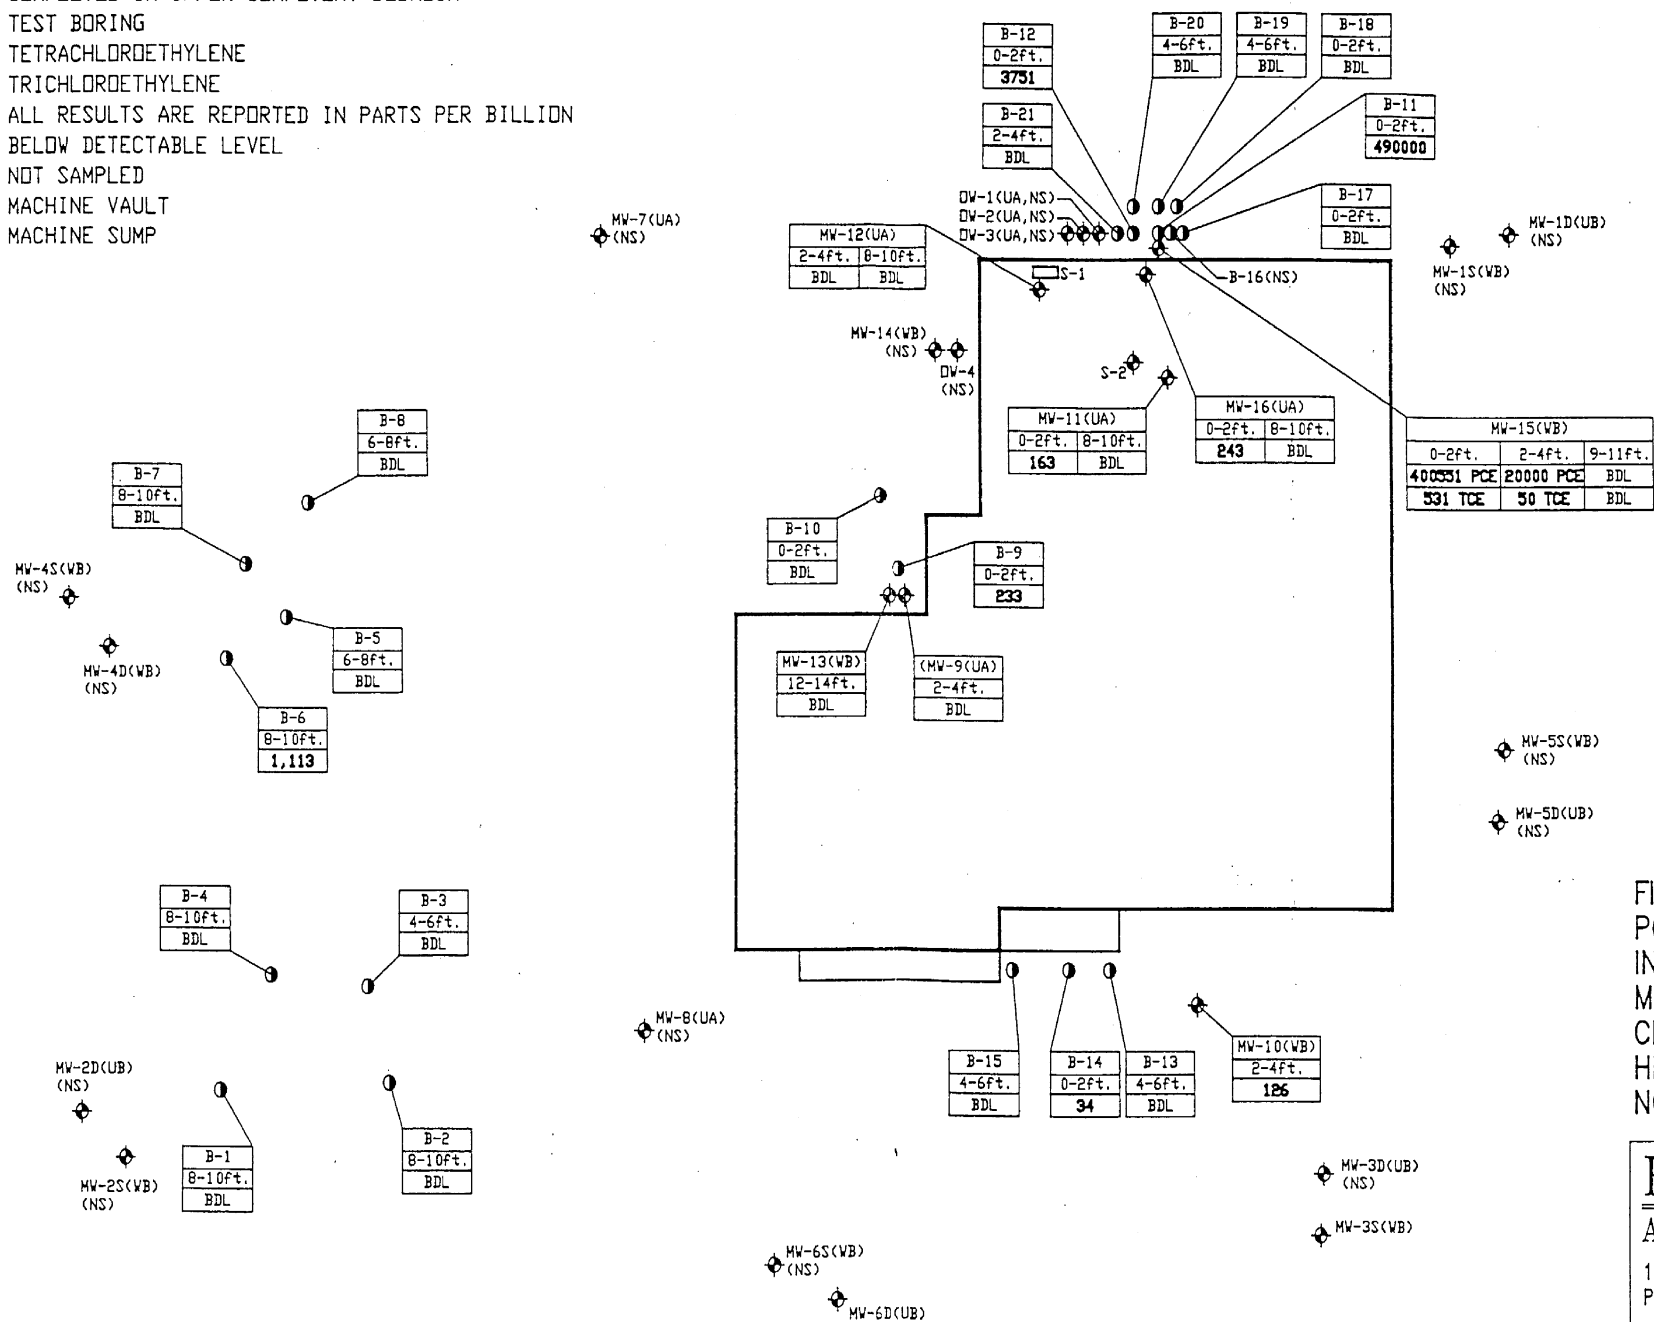 TEST BORING
TETRACHLOROETHYLENE
TRICHLOROETHYLENE
ALL RESULTS ARE REPORTED IN PARTS PER BILLION
BELOW DETECTABLE LEVEL
NOT SAMPLED
MACHINE VAULT
MACHINE SUMP
B-12
0-2ft.
3751
B-20
4-6ft.
BDL
B-19
4-6ft.
BDL
B-18
0-2ft.
BDL
B-21
2-4ft.
BDL
B-11
0-2ft.
490000
B-17
0-2ft.
BDL
OW-1(UA,NS)
OW-2(UA,NS)
OW-3(UA,NS)
MW-7(UA)
(NS)
MW-12(UA)
2-4ft. 8-10ft.
BDL BDL
S-1
B-16(NS)
MW-1D(UB)
(NS)
MW-1S(WB)
(NS)
MW-14(WB)
(NS)
OW-4
(NS)
S-2
MW-11(UA)
0-2ft. 8-10ft.
163 BDL
MW-16(UA)
0-2ft. 8-10ft.
243 BDL
MW-15(WB)
0-2ft. 2-4ft. 9-11ft.
400551 PCE 20000 PCE BDL
531 TCE 50 TCE BDL
B-8
6-8ft.
BDL
B-7
8-10ft.
BDL
B-10
0-2ft.
BDL
B-9
0-2ft.
233
MW-4S(WB)
(NS)
MW-4D(WB)
(NS)
B-5
6-8ft.
BDL
B-6
8-10ft.
1,113
MW-13(WB)
12-14ft.
BDL
(MW-9(UA)
2-4ft.
BDL
MW-5S(WB)
(NS)
MW-5D(UB)
(NS)
B-4
8-10ft.
BDL
B-3
4-6ft.
BDL
MW-8(UA)
(NS)
B-15
4-6ft.
BDL
B-14
0-2ft.
34
B-13
4-6ft.
BDL
MW-10(WB)
2-4ft.
126
MW-2D(UB)
(NS)
MW-2S(WB)
(NS)
B-1
8-10ft.
BDL
B-2
8-10ft.
BDL
MW-3D(UB)
(NS)
MW-3S(WB)
MW-6S(WB)
(NS)
MW-6D(UB)